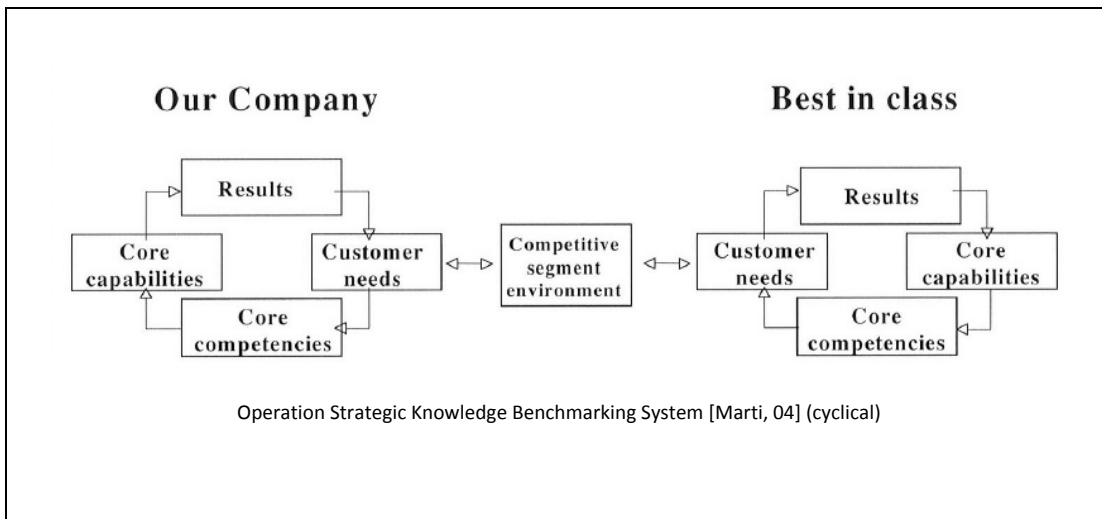 Our Company
Best in class
Results
Core
capabilities
Customer
needs
Core
competencies
Competitive
segment
environment
Results
Customer
needs
Core
capabilities
Core
competencies
Operation Strategic Knowledge Benchmarking System [Marti, 04] (cyclical)